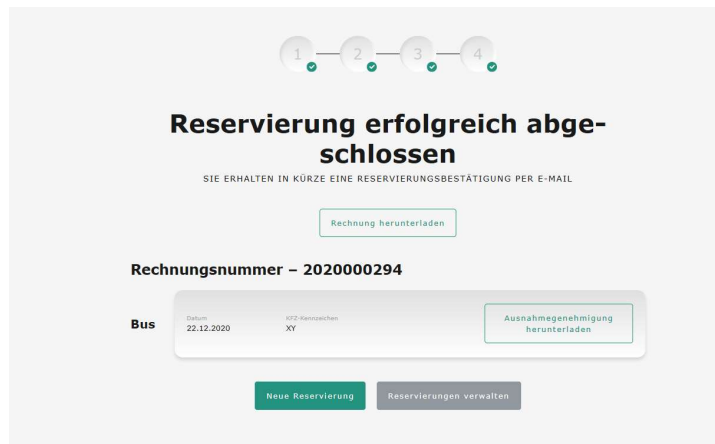 1 2 3 4
Reservierung erfolgreich abge-
schlossen
SIE ERHALTEN IN KÜRZE EINE RESERVIERUNGSBESTÄTIGUNG PER E-MAIL
Rechnung herunterladen
Rechnungsnummer – 2020000294
Bus
Datum KFZ-Kennzeichen
22.12.2020 XY
Ausnahmegenehmigung
herunterladen
Neue Reservierung Reservierungen verwalten